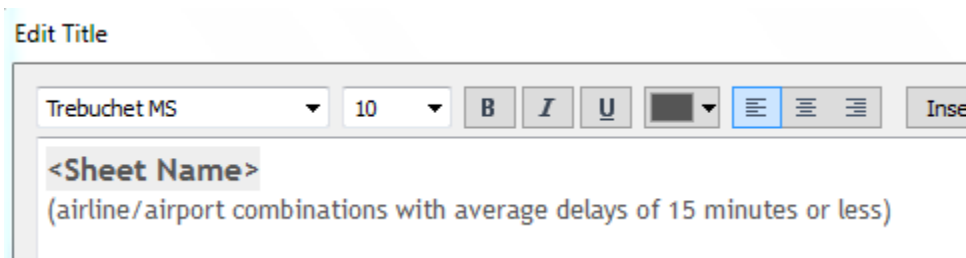 Edit Title
Trebuchet MS 10 B I U Inse
<Sheet Name>
(airline/airport combinations with average delays of 15 minutes or less)